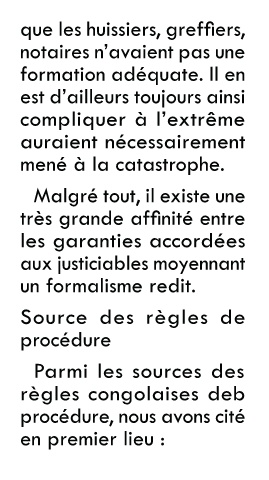 que les huissiers, greffiers,
notaires n'avaient pas une
formation adéquate. Il en
est d'ailleurs toujours ainsi
compliquer à l'extrême
auraient nécessairement
mené à la catastrophe.
Malgré tout, il existe une
très grande affinité entre
les garanties accordées
aux justiciables moyennant
un formalisme redit.
Source des règles de
procédure
Parmi les sources des
règles congolaises deb
procédure, nous avons cité
en premier lieu :